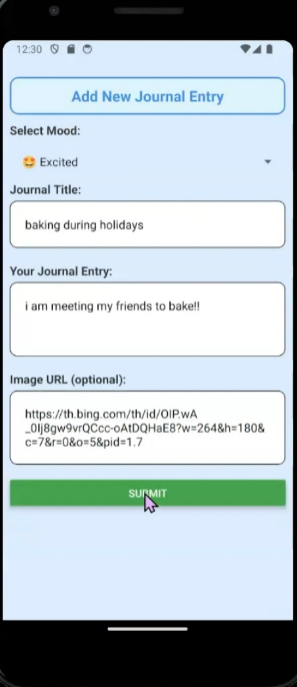 12:30
Add New Journal Entry
Select Mood:
🤩 Excited
Journal Title:
baking during holidays
Your Journal Entry:
i am meeting my friends to bake!!
Image URL (optional):
https://th.bing.com/th/id/OIP.wA
_0Ij8gw9vrQCcc-oAtDQHaE8?w=264&h=180&
c=7&r=0&o=5&pid=1.7
SUBMIT